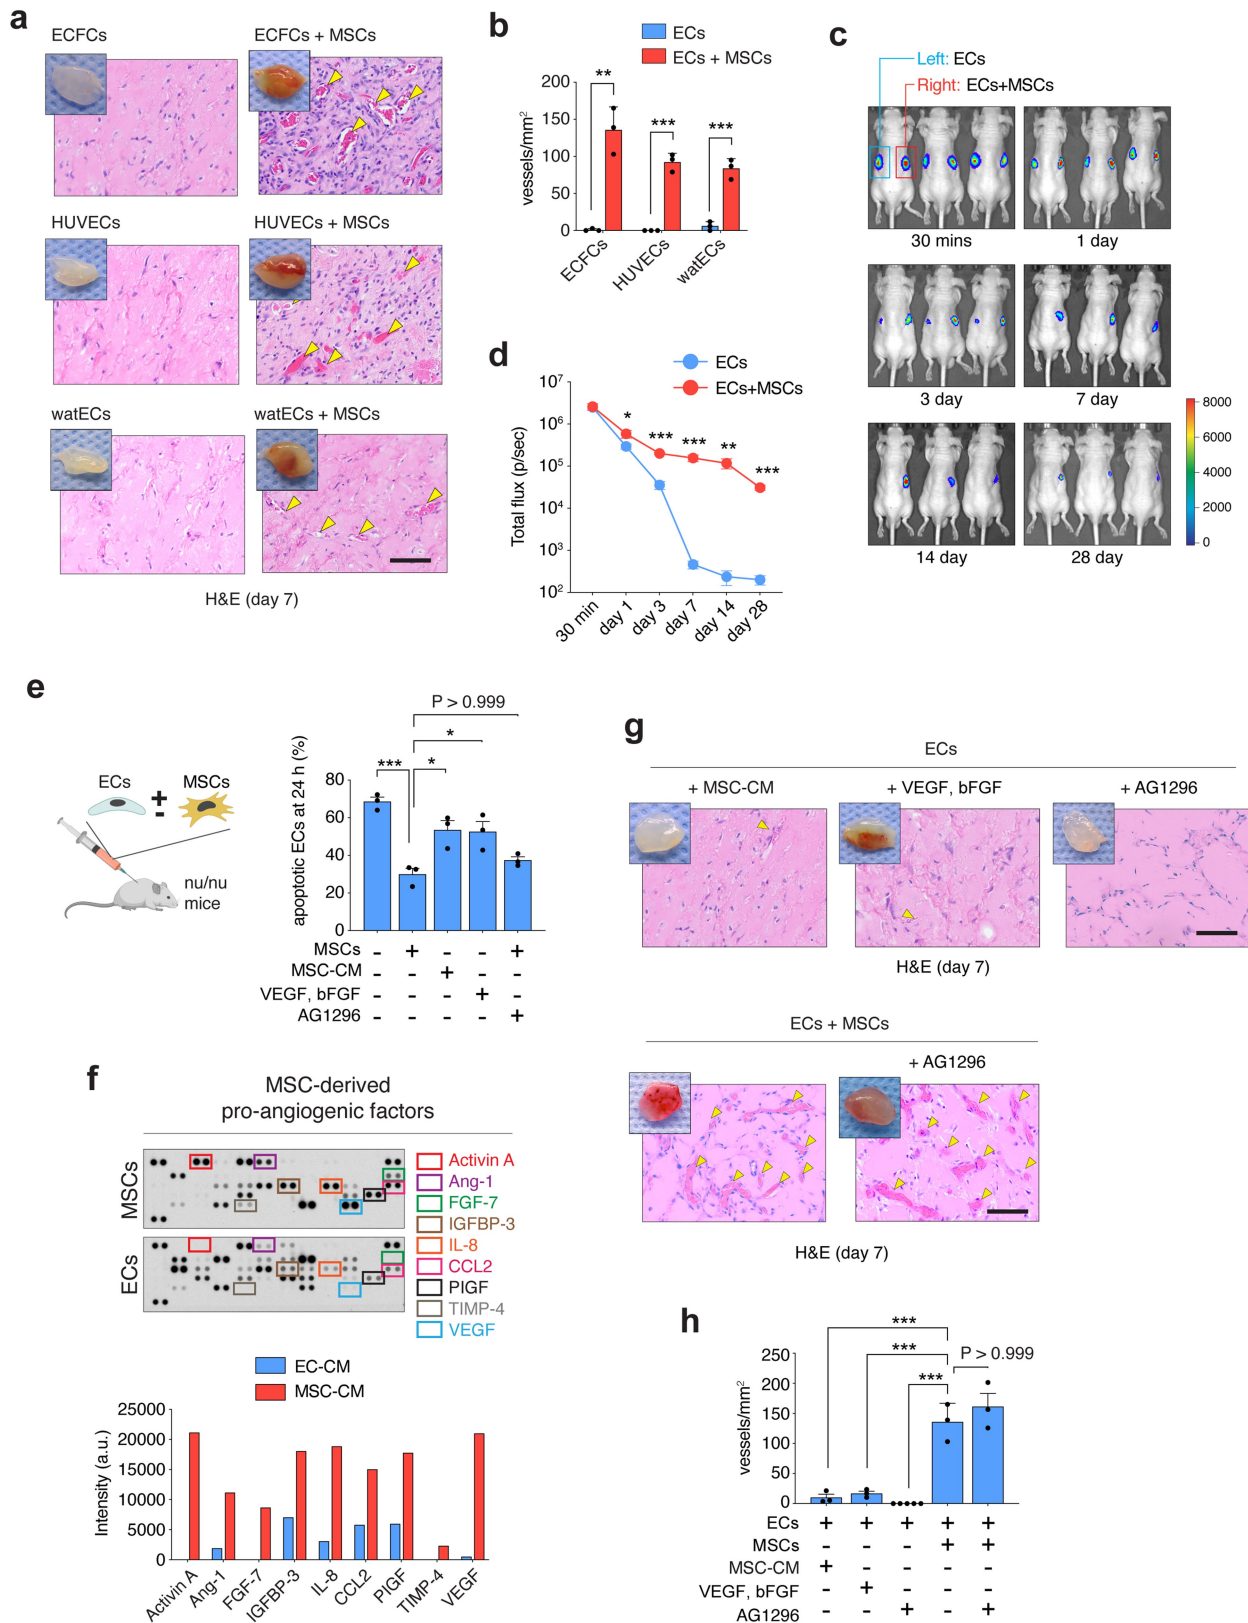 a
ECFCs
ECFCs + MSCs
HUVECs
HUVECs + MSCs
watECs
watECs + MSCs
H&E (day 7)
b
ECs
ECs + MSCs
vessels/mm²
200
150
100
50
0
**
***
***
ECFCs
HUVECs
watECs
c
Left: ECs
Right: ECs+MSCs
30 mins
1 day
3 day
7 day
14 day
28 day
8000
6000
4000
2000
0
d
ECs
ECs+MSCs
Total flux (p/sec)
10⁷
10⁶
10⁵
10⁴
10³
10²
*
***
***
**
***
30 min
day 1
day 3
day 7
day 14
day 28
e
ECs
+
-
MSCs
nu/nu
mice
P > 0.999
*
***
*
apoptotic ECs at 24 h (%)
80
60
40
20
0
MSCs - + - - +
MSC-CM - - + - -
VEGF, bFGF - - - + -
AG1296 - - - - +
f
MSC-derived
pro-angiogenic factors
MSCs
ECs
Activin A
Ang-1
FGF-7
IGFBP-3
IL-8
CCL2
PIGF
TIMP-4
VEGF
EC-CM
MSC-CM
Intensity (a.u.)
25000
20000
15000
10000
5000
0
Activin A
Ang-1
FGF-7
IGFBP-3
IL-8
CCL2
PIGF
TIMP-4
VEGF
g
ECs
+ MSC-CM
+ VEGF, bFGF
+ AG1296
H&E (day 7)
ECs + MSCs
+ AG1296
H&E (day 7)
h
***
***
***
P > 0.999
vessels/mm²
250
200
150
100
50
0
ECs + + + + +
MSCs - - - + +
MSC-CM + - - - -
VEGF, bFGF - + - - -
AG1296 - - + - +